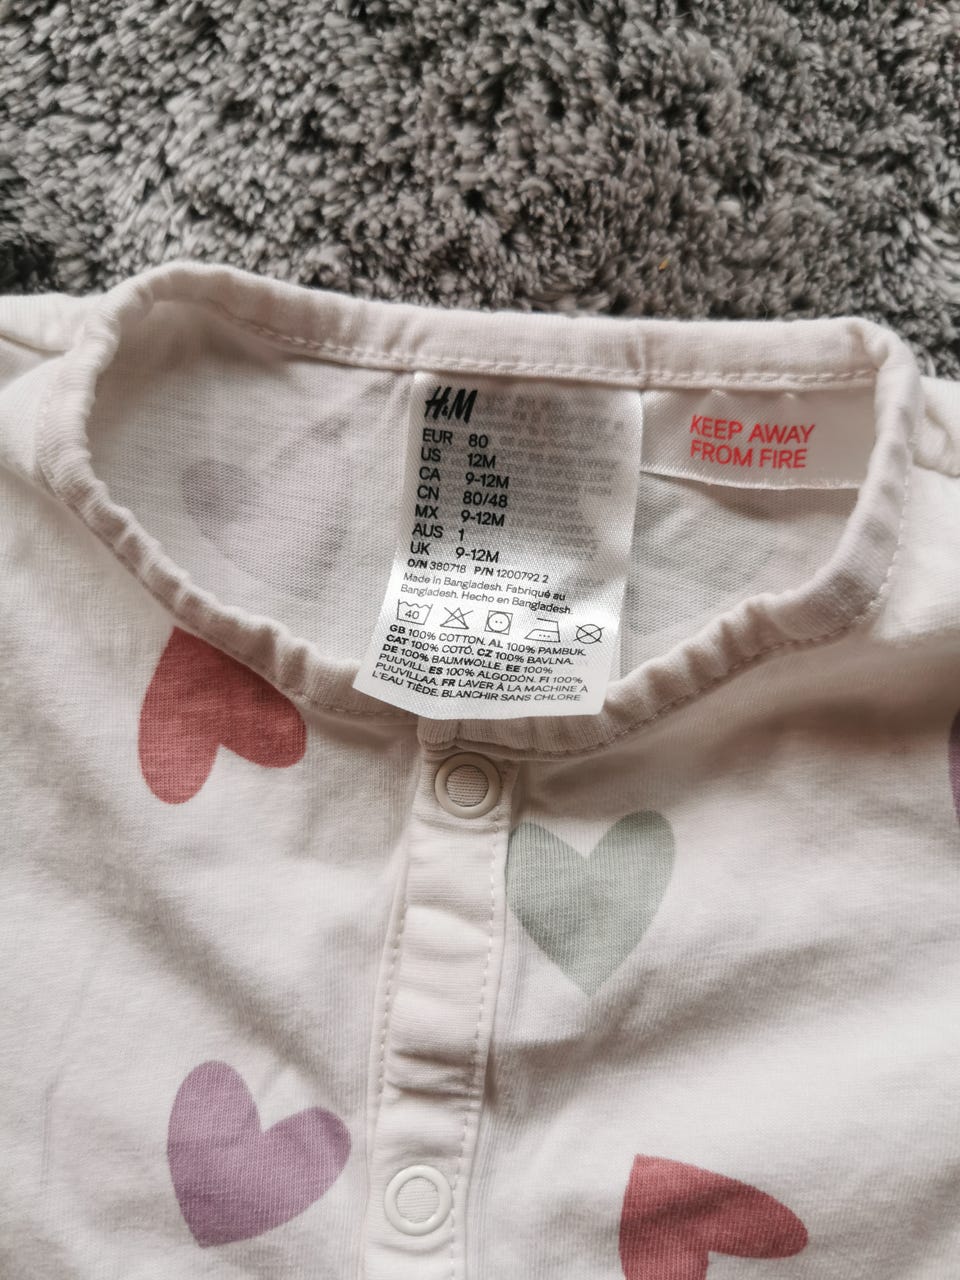 H&M
EUR 80
US 12M
CA 9-12M
CN 80/48
MX 9-12M
AUS 1
UK 9-12M
O/N 380718 P/N 1200792 2
Made in Bangladesh. Fabriqué au
Bangladesh. Hecho en Bangladesh.
40
GB 100% COTTON. AL 100% PAMBUK.
CAT 100% COTÓ. CZ 100% BAVLNA.
DE 100% BAUMWOLLE. EE 100%
PUUVILL. ES 100% ALGODÓN. FI 100%
PUUVILLAA. FR LAVER À LA MACHINE À
L'EAU TIÈDE. BLANCHIR SANS CHLORE.
KEEP AWAY
FROM FIRE